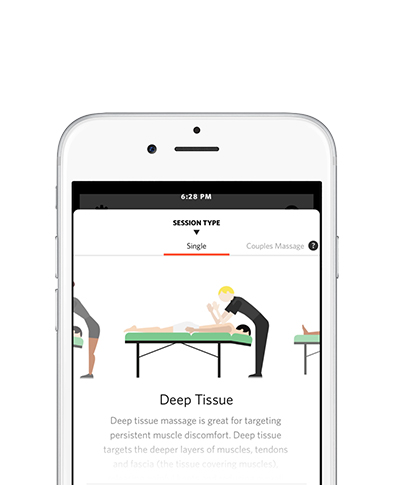 6:28 PM
SESSION TYPE
Single
Couples Massage ?
Deep Tissue
Deep tissue massage is great for targeting
persistent muscle discomfort. Deep tissue
targets the deeper layers of muscles, tendons
and fascia (the tissue covering muscles).